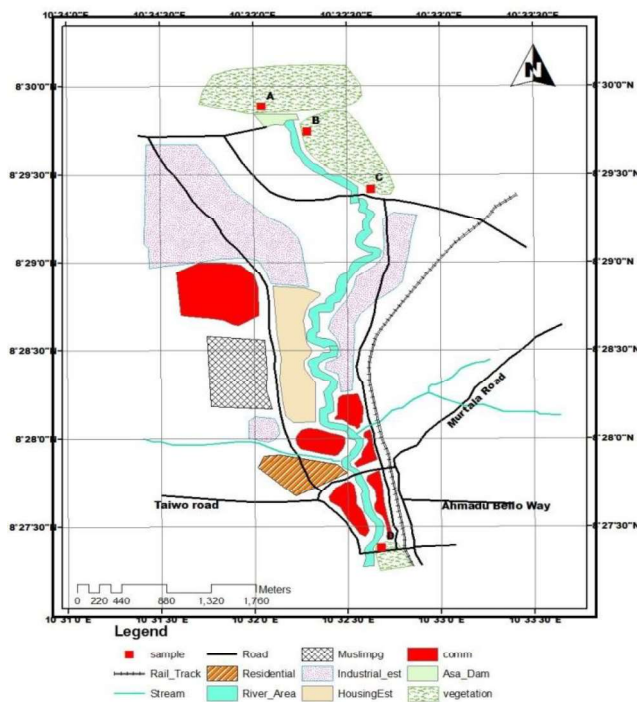 10°31'0"E 10°31'30"E 10°32'0"E 10°32'30"E 10°33'0"E 10°33'30"E
N
8°30'0"N 8°30'0"N
A
B
8°29'30"N 8°29'30"N
C
8°29'0"N 8°29'0"N
8°28'30"N 8°28'30"N
Murtala Road
8°28'0"N 8°28'0"N
Taiwo road
Ahmadu Bello Way
8°27'30"N 8°27'30"N
D
Meters
0 220 440 880 1,320 1,760
10°31'0"E 10°31'30"E 10°32'0"E 10°32'30"E 10°33'0"E 10°33'30"E
Legend
sample Road Muslimpg comm
Rail_Track Residential Industrial_est Asa_Dam
Stream River_Area HousingEst vegetation